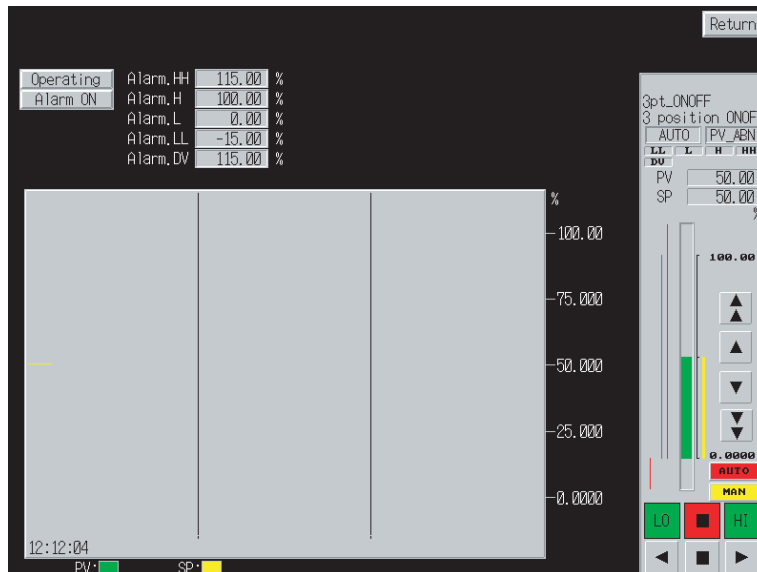 Return
Operating
Alarm ON
Alarm.HH 115.00 %
Alarm.H 100.00 %
Alarm.L 0.00 %
Alarm.LL -15.00 %
Alarm.DV 115.00 %
3pt_ONOFF
3 position ONOF
AUTO PV_ABN
LL L H HH
DV
PV 50.00
SP 50.00
%
%
100.00
75.000
50.000
25.000
0.0000
100.00
0.0000
AUTO
MAN
LO HI
12:12:04
PV: SP: